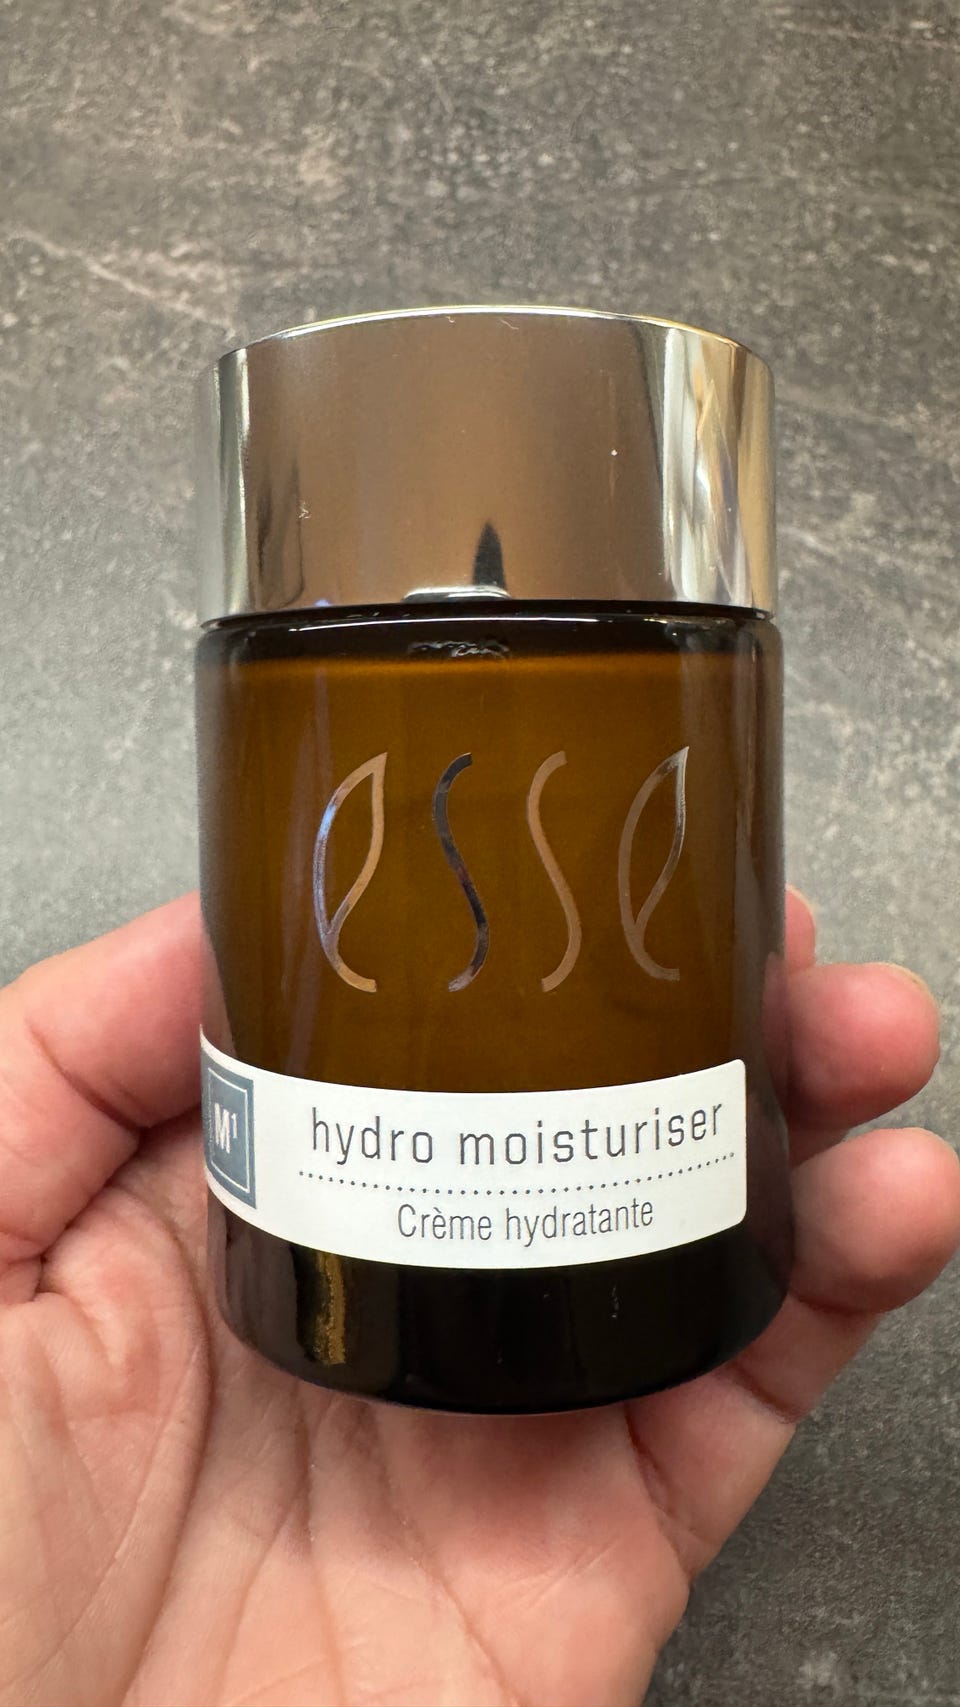 esse
M¹
hydro moisturiser
Crème hydratante